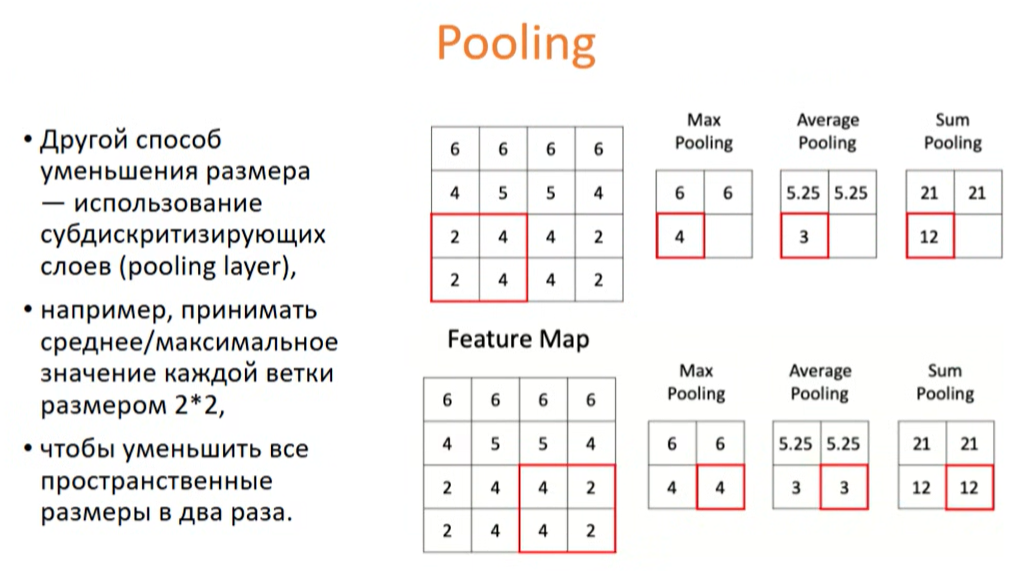 Pooling
• Другой способ
уменьшения размера
— использование
субдискритизирующих
слоев (pooling layer),
• например, принимать
среднее/максимальное
значение каждой ветки
размером 2*2,
• чтобы уменьшить все
пространственные
размеры в два раза.
6 6 6 6
4 5 5 4
2 4 4 2
2 4 4 2
Max
Pooling
6 6
4
Average
Pooling
5.25 5.25
3
Sum
Pooling
21 21
12
Feature Map
6 6 6 6
4 5 5 4
2 4 4 2
2 4 4 2
Max
Pooling
6 6
4 4
Average
Pooling
5.25 5.25
3 3
Sum
Pooling
21 21
12 12